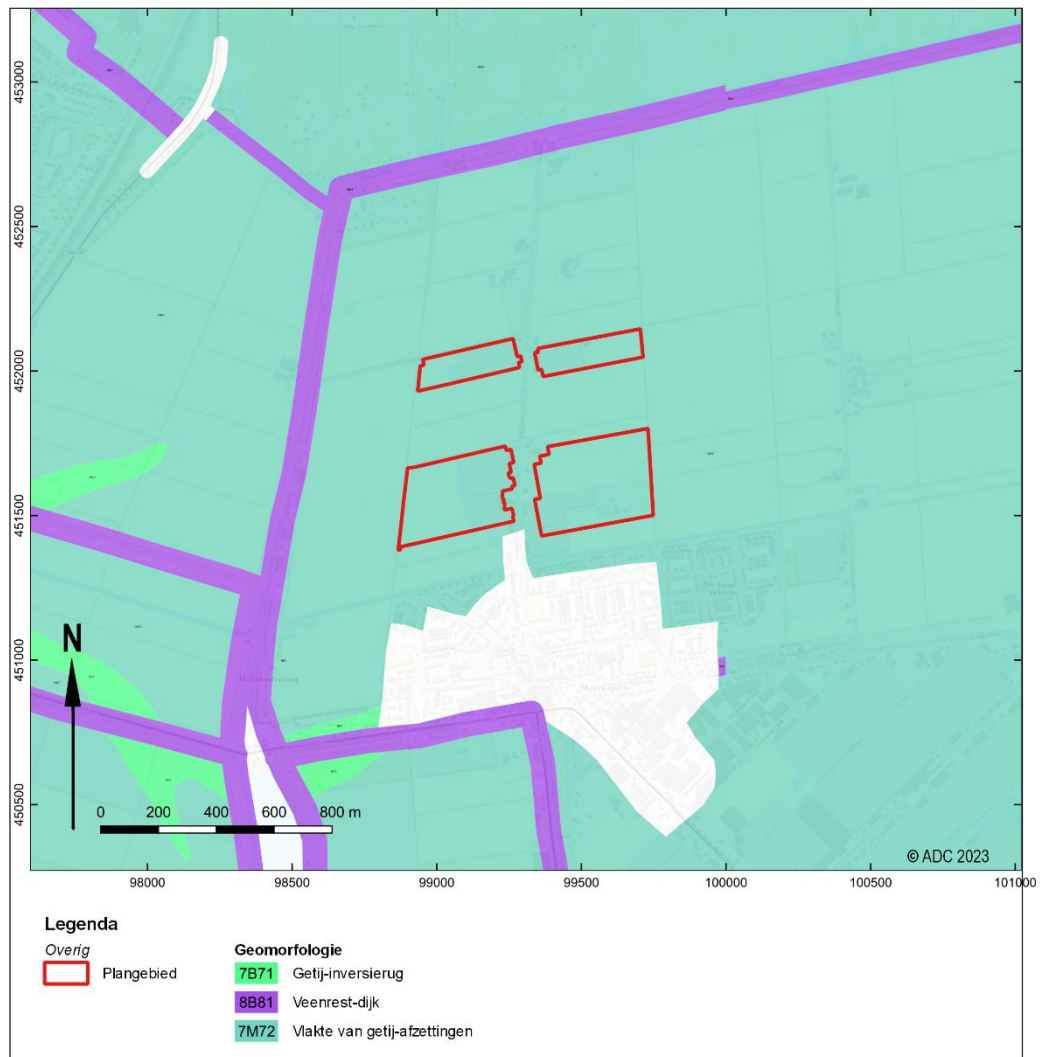 453000
452500
452000
451500
451000
450500
N
0 200 400 600 800 m
© ADC 2023
98000 98500 99000 99500 100000 100500 101000
Legenda
Overig
Plangebied
Geomorfologie
7B71 Getij-inversierug
8B81 Veenrest-dijk
7M72 Vlakte van getij-afzettingen